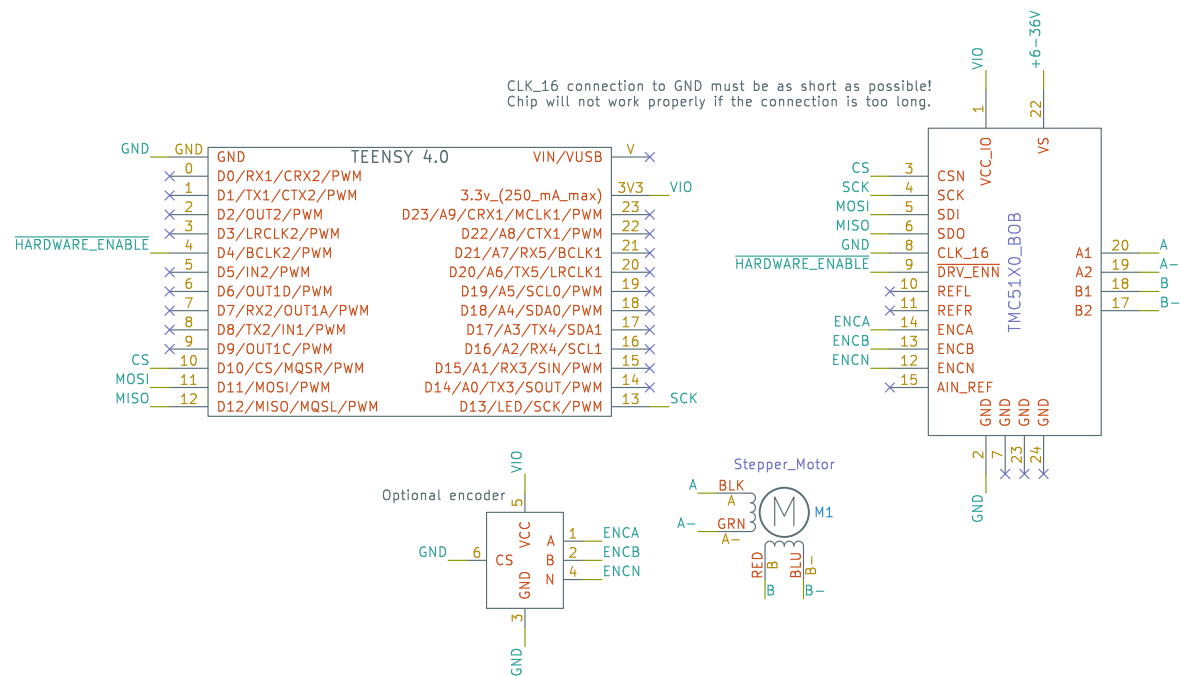 +6-36V
VIO
CLK_16 connection to GND must be as short as possible!
Chip will not work properly if the connection is too long.
1
22
VCC_IO
VS
TEENSY 4.0
GND GND GND
0 D0/RX1/CRX2/PWM
1 D1/TX1/CTX2/PWM
2 D2/OUT2/PWM
3 D3/LRCLK2/PWM
HARDWARE_ENABLE 4 D4/BCLK2/PWM
5 D5/IN2/PWM
6 D6/OUT1D/PWM
7 D7/RX2/OUT1A/PWM
8 D8/TX2/IN1/PWM
9 D9/OUT1C/PWM
CS 10 D10/CS/MQSR/PWM
MOSI 11 D11/MOSI/PWM
MISO 12 D12/MISO/MQSL/PWM
VIN/VUSB V
3.3v_(250_mA_max) 3V3 VIO
D23/A9/CRX1/MCLK1/PWM 23
D22/A8/CTX1/PWM 22
D21/A7/RX5/BCLK1 21
D20/A6/TX5/LRCLK1 20
D19/A5/SCL0/PWM 19
D18/A4/SDA0/PWM 18
D17/A3/TX4/SDA1 17
D16/A2/RX4/SCL1 16
D15/A1/RX3/SIN/PWM 15
D14/A0/TX3/SOUT/PWM 14
D13/LED/SCK/PWM 13 SCK
CS 3 CSN
SCK 4 SCK
MOSI 5 SDI
MISO 6 SDO
GND 8 CLK_16
HARDWARE_ENABLE 9 DRV_ENN
10 REFL
11 REFR
ENCA 14 ENCA
ENCB 13 ENCB
ENCN 12 ENCN
15 AIN_REF
TMC51X0_BOB
A1 20 A
A2 19 A-
B1 18 B
B2 17 B-
GND GND GND GND
2 7 23 24
GND
Optional encoder
VIO
5
VCC
GND 6 CS
A 1 ENCA
B 2 ENCB
N 4 ENCN
GND
3
GND
Stepper_Motor
M
M1
A BLK
A
A- GRN
A-
RED B
BLU B-
B
B-